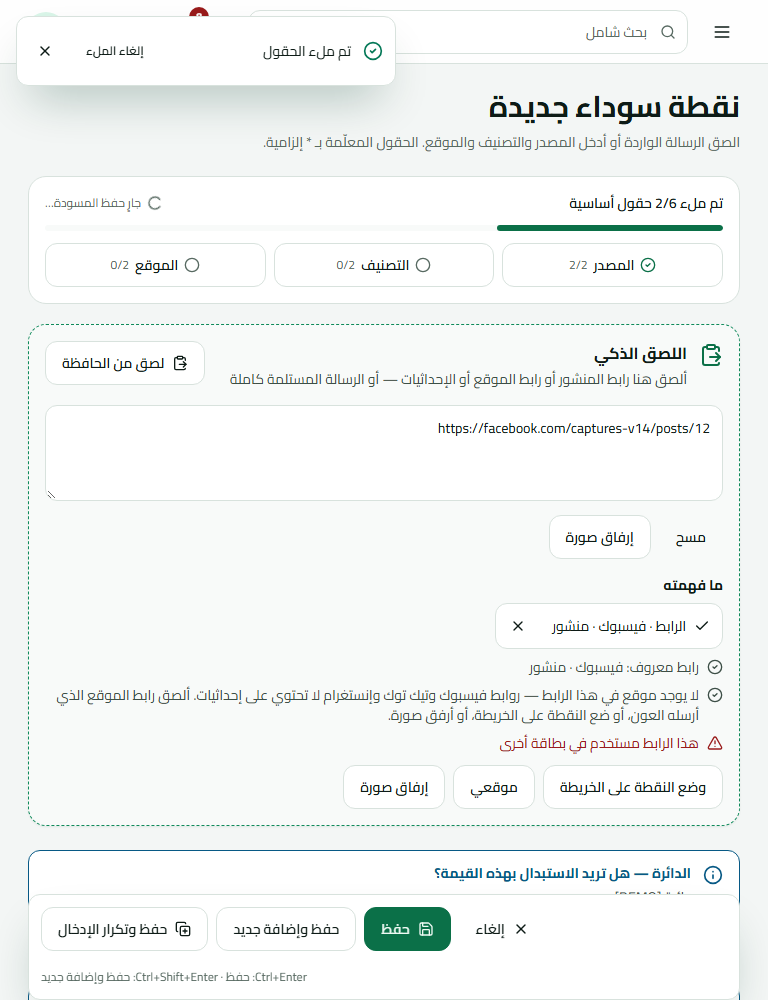 بحث شامل
تم ملء الحقول
إلغاء الملء
نقطة سوداء جديدة
الصق الرسالة الواردة أو أدخل المصدر والتصنيف والموقع. الحقول المعلّمة بـ * إلزامية.
تم ملء 2/6 حقول أساسية
جارٍ حفظ المسودة...
المصدر 2/2
التصنيف 0/2
الموقع 0/2
اللصق الذكي
ألصق هنا رابط المنشور أو رابط الموقع أو الإحداثيات — أو الرسالة المستلمة كاملة
لصق من الحافظة
https://facebook.com/captures-v14/posts/12
مسح
إرفاق صورة
ما فهمته
الرابط · فيسبوك · منشور
رابط معروف: فيسبوك · منشور
لا يوجد موقع في هذا الرابط — روابط فيسبوك وتيك توك وإنستغرام لا تحتوي على إحداثيات. ألصق رابط الموقع الذي
أرسله العون، أو ضع النقطة على الخريطة، أو أرفق صورة.
هذا الرابط مستخدم في بطاقة أخرى
وضع النقطة على الخريطة
موقعي
إرفاق صورة
الدائرة — هل تريد الاستبدال بهذه القيمة؟
إلغاء
حفظ
حفظ وإضافة جديد
حفظ وتكرار الإدخال
Ctrl+Enter: حفظ · Ctrl+Shift+Enter: حفظ وإضافة جديد